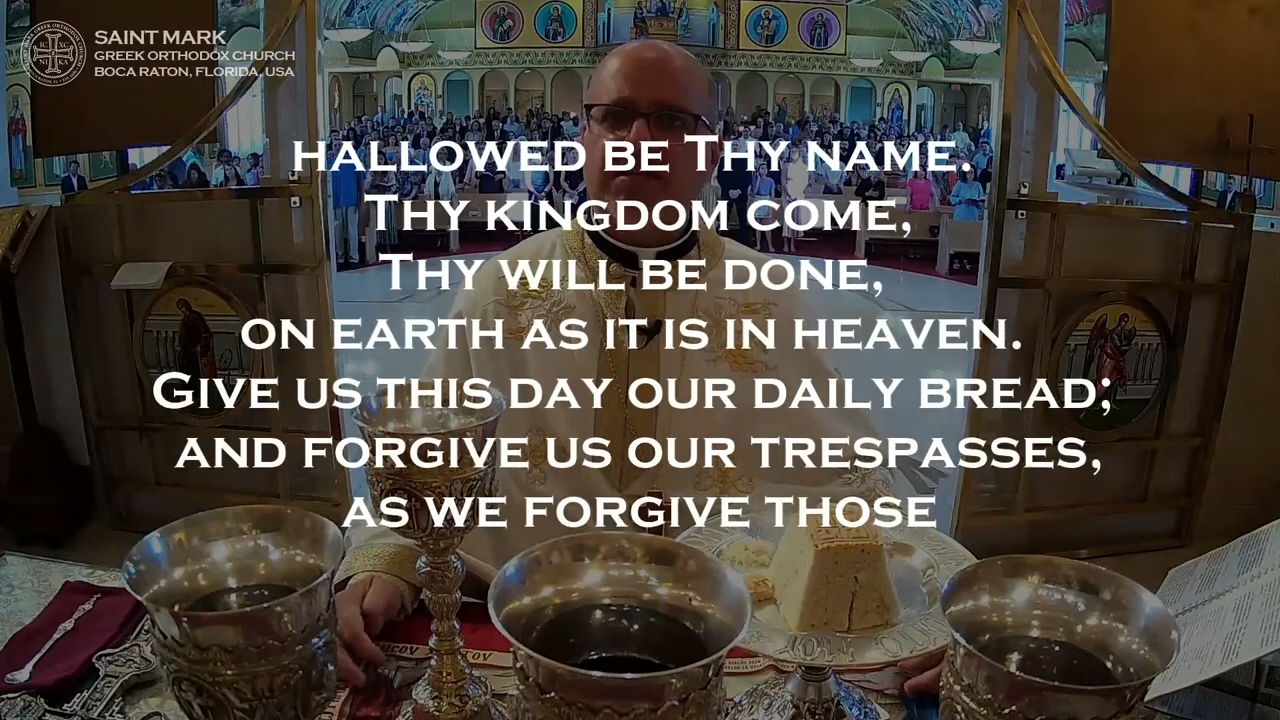 SAINT MARK
GREEK ORTHODOX CHURCH
BOCA RATON, FLORIDA, USA
HALLOWED BE THY NAME.
THY KINGDOM COME,
THY WILL BE DONE,
ON EARTH AS IT IS IN HEAVEN.
GIVE US THIS DAY OUR DAILY BREAD;
AND FORGIVE US OUR TRESPASSES,
AS WE FORGIVE THOSE